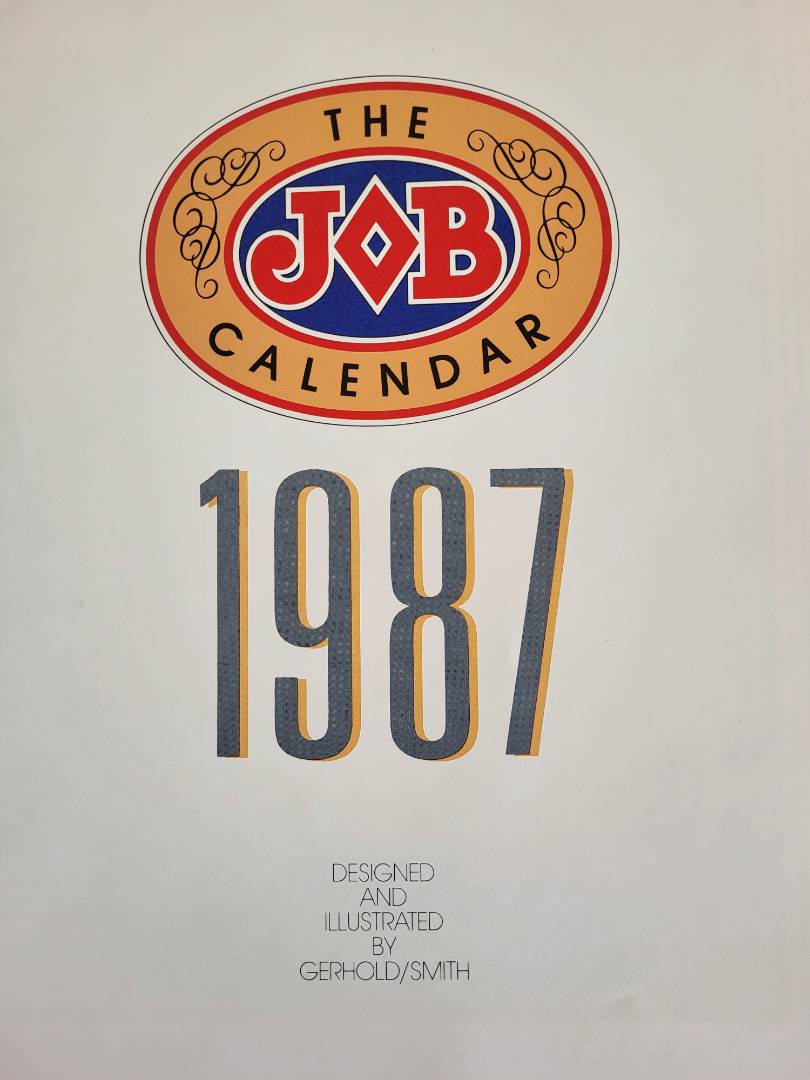 THE
JOB
CALENDAR
1987
DESIGNED
AND
ILLUSTRATED
BY
GERHOLD/SMITH